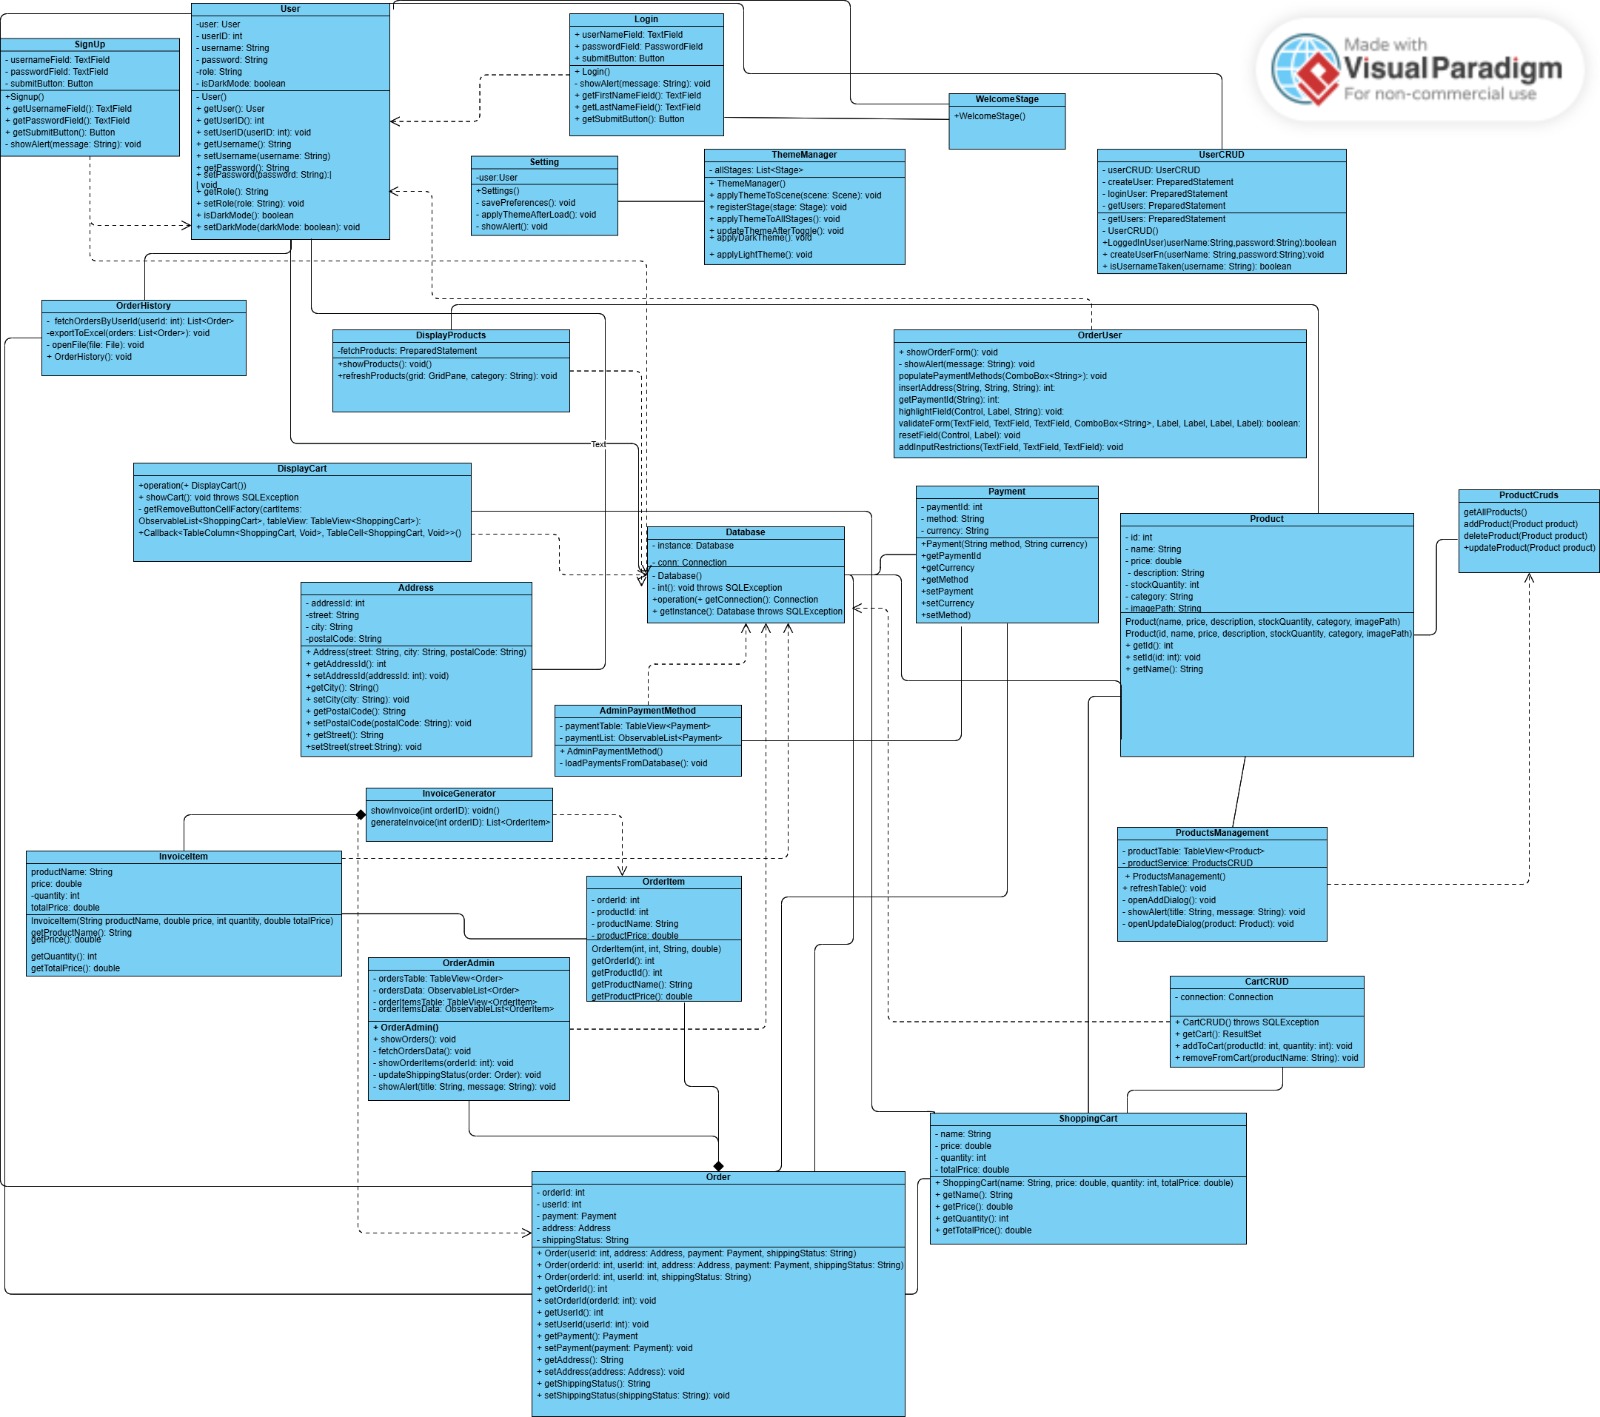 Made with
VisualParadigm
For non-commercial use
User
-user: User
- userID: int
- username: String
- password: String
-role: String
- isDarkMode: boolean
- User()
+ getUser(): User
+ getUserID(): int
+ setUserID(userID: int): void
+ getUsername(): String
+ setUsername(username: String)
+ getPassword(): String
+ setPassword(password: String):|
| void
+ getRole(): String
+ setRole(role: String): void
+ isDarkMode(): boolean
+ setDarkMode(darkMode: boolean): void
SignUp
- usernameField: TextField
- passwordField: TextField
- submitButton: Button
+Signup()
+ getUsernameField(): TextField
+ getPasswordField(): TextField
+ getSubmitButton(): Button
- showAlert(message: String): void
Login
+ userNameField: TextField
+ passwordField: PasswordField
+ submitButton: Button
+ Login()
- showAlert(message: String): void
+ getFirstNameField(): TextField
+ getLastNameField(): TextField
+ getSubmitButton(): Button
WelcomeStage
+WelcomeStage()
Setting
-user:User
+Settings()
- savePreferences(): void
- applyThemeAfterLoad(): void
- showAlert(): void
ThemeManager
- allStages: List<Stage>
+ ThemeManager()
+ applyThemeToScene(scene: Scene): void
+ registerStage(stage: Stage): void
+ applyThemeToAllStages(): void
+ updateThemeAfterToggle(): void
+ applyDarkTheme(): void
+ applyLightTheme(): void
UserCRUD
- userCRUD: UserCRUD
- createUser: PreparedStatement
- loginUser: PreparedStatement
- getUsers: PreparedStatement
- getUsers: PreparedStatement
- UserCRUD()
+LoggedInUser)userName:String,password:String):boolean
+ createUserFn(userName: String,password:String):void
+ isUsernameTaken(username: String): boolean
OrderHistory
- fetchOrdersByUserId(userId: int): List<Order>
-exportToExcel(orders: List<Order>): void
- openFile(file: File): void
+ OrderHistory(): void
DisplayProducts
-fetchProducts: PreparedStatement
+showProducts(): void()
+refreshProducts(grid: GridPane, category: String): void
OrderUser
+ showOrderForm(): void
- showAlert(message: String): void
populatePaymentMethods(ComboBox<String>): void
insertAddress(String, String, String): int:
getPaymentId(String): int:
highlightField(Control, Label, String): void:
validateForm(TextField, TextField, TextField, ComboBox<String>, Label, Label, Label, Label): boolean:
resetField(Control, Label): void
addInputRestrictions(TextField, TextField, TextField): void
Text
DisplayCart
+operation(+ DisplayCart())
+ showCart(): void throws SQLException
- getRemoveButtonCellFactory(cartItems:
ObservableList<ShoppingCart>, tableView: TableView<ShoppingCart>):
+Callback<TableColumn<ShoppingCart, Void>, TableCell<ShoppingCart, Void>>()
Payment
- paymentId: int
- method: String
- currency: String
+Payment(String method, String currency)
+getPaymentId
+getCurrency
+getMethod
+setPayment
+setCurrency
+setMethod)
ProductCruds
getAllProducts()
addProduct(Product product)
deleteProduct(Product product)
+updateProduct(Product product)
Product
- id: int
- name: String
- price: double
- description: String
- stockQuantity: int
- category: String
- imagePath: String
Product(name, price, description, stockQuantity, category, imagePath)
Product(id, name, price, description, stockQuantity, category, imagePath)
+ getId(): int
+ setId(id: int): void
+ getName(): String
Database
- instance: Database
- conn: Connection
- Database()
- int(): void throws SQLException
+operation(+ getConnection(): Connection
+ getInstance(): Database throws SQLException
Address
- addressId: int
-street: String
- city: String
-postalCode: String
+ Address(street: String, city: String, postalCode: String)
+ getAddressId(): int
+ setAddressId(addressId: int): void)
+getCity(): String()
+ setCity(city: String): void
+ getPostalCode(): String
+ setPostalCode(postalCode: String): void
+ getStreet(): String
+setStreet(street:String): void
AdminPaymentMethod
- paymentTable: TableView<Payment>
- paymentList: ObservableList<Payment>
+ AdminPaymentMethod()
- loadPaymentsFromDatabase(): void
InvoiceGenerator
showInvoice(int orderID): voidn()
generateInvoice(int orderID): List<OrderItem>
ProductsManagement
- productTable: TableView<Product>
- productService: ProductsCRUD
+ ProductsManagement()
+ refreshTable(): void
- openAddDialog(): void
- showAlert(title: String, message: String): void
- openUpdateDialog(product: Product): void
InvoiceItem
productName: String
price: double
-quantity: int
totalPrice: double
InvoiceItem(String productName, double price, int quantity, double totalPrice)
getProductName(): String
getPrice(): double
getQuantity(): int
getTotalPrice(): double
OrderItem
- orderId: int
- productId: int
- productName: String
- productPrice: double
OrderItem(int, int, String, double)
getOrderId(): int
getProductId(): int
getProductName(): String
getProductPrice(): double
OrderAdmin
- ordersTable: TableView<Order>
- ordersData: ObservableList<Order>
- orderItemsTable: TableView<OrderItem>
- orderItemsData: ObservableList<OrderItem>
+ OrderAdmin()
+ showOrders(): void
- fetchOrdersData(): void
- showOrderItems(orderId: int): void
- updateShippingStatus(order: Order): void
- showAlert(title: String, message: String): void
CartCRUD
- connection: Connection
+ CartCRUD() throws SQLException
+ getCart(): ResultSet
+ addToCart(productId: int, quantity: int): void
+ removeFromCart(productName: String): void
ShoppingCart
- name: String
- price: double
- quantity: int
- totalPrice: double
+ ShoppingCart(name: String, price: double, quantity: int, totalPrice: double)
+ getName(): String
+ getPrice(): double
+ getQuantity(): int
+ getTotalPrice(): double
Order
- orderId: int
- userId: int
- payment: Payment
- address: Address
- shippingStatus: String
+ Order(userId: int, address: Address, payment: Payment, shippingStatus: String)
+ Order(orderId: int, userId: int, address: Address, payment: Payment, shippingStatus: String)
+ Order(orderId: int, userId: int, shippingStatus: String)
+ getOrderId(): int
+ setOrderId(orderId: int): void
+ getUserId(): int
+ setUserId(userId: int): void
+ getPayment(): Payment
+ setPayment(payment: Payment): void
+ getAddress(): String
+ setAddress(address: Address): void
+ getShippingStatus(): String
+ setShippingStatus(shippingStatus: String): void